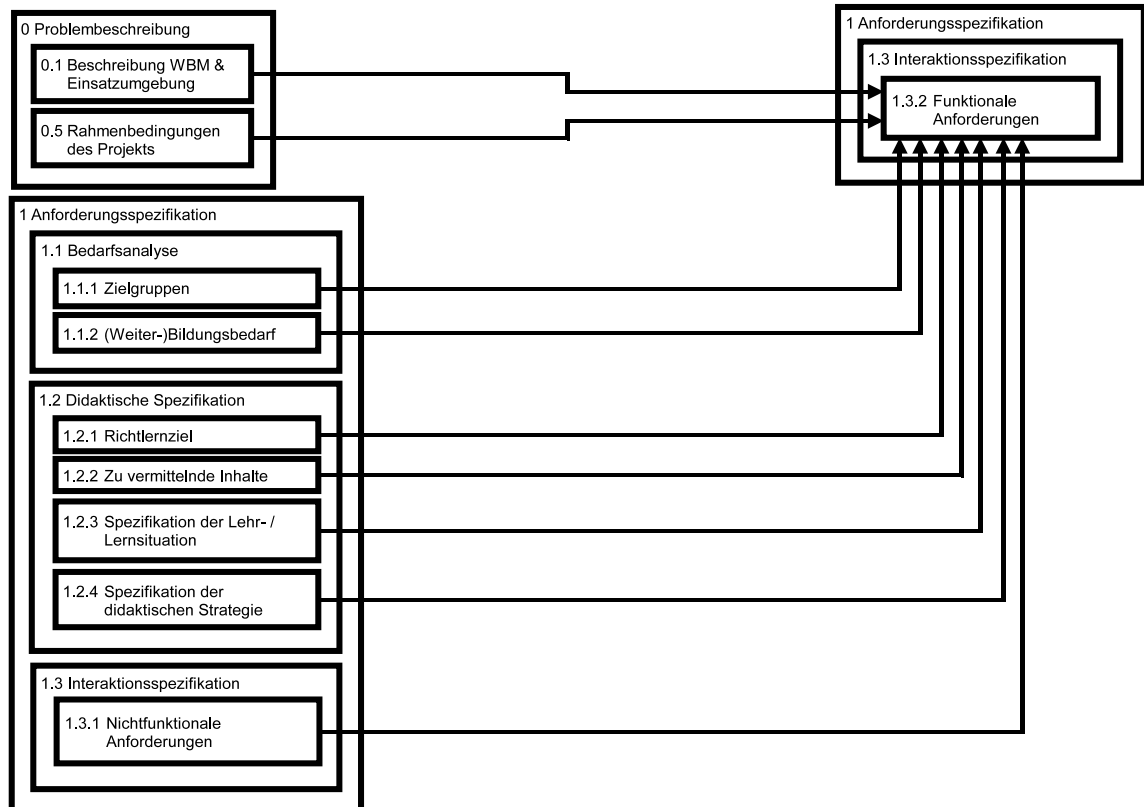 0 Problembeschreibung
0.1 Beschreibung WBM &
Einsatzumgebung
0.5 Rahmenbedingungen
des Projekts
1 Anforderungsspezifikation
1.3 Interaktionsspezifikation
1.3.2 Funktionale
Anforderungen
1 Anforderungsspezifikation
1.1 Bedarfsanalyse
1.1.1 Zielgruppen
1.1.2 (Weiter-)Bildungsbedarf
1.2 Didaktische Spezifikation
1.2.1 Richtlernziel
1.2.2 Zu vermittelnde Inhalte
1.2.3 Spezifikation der Lehr- /
Lernsituation
1.2.4 Spezifikation der
didaktischen Strategie
1.3 Interaktionsspezifikation
1.3.1 Nichtfunktionale
Anforderungen